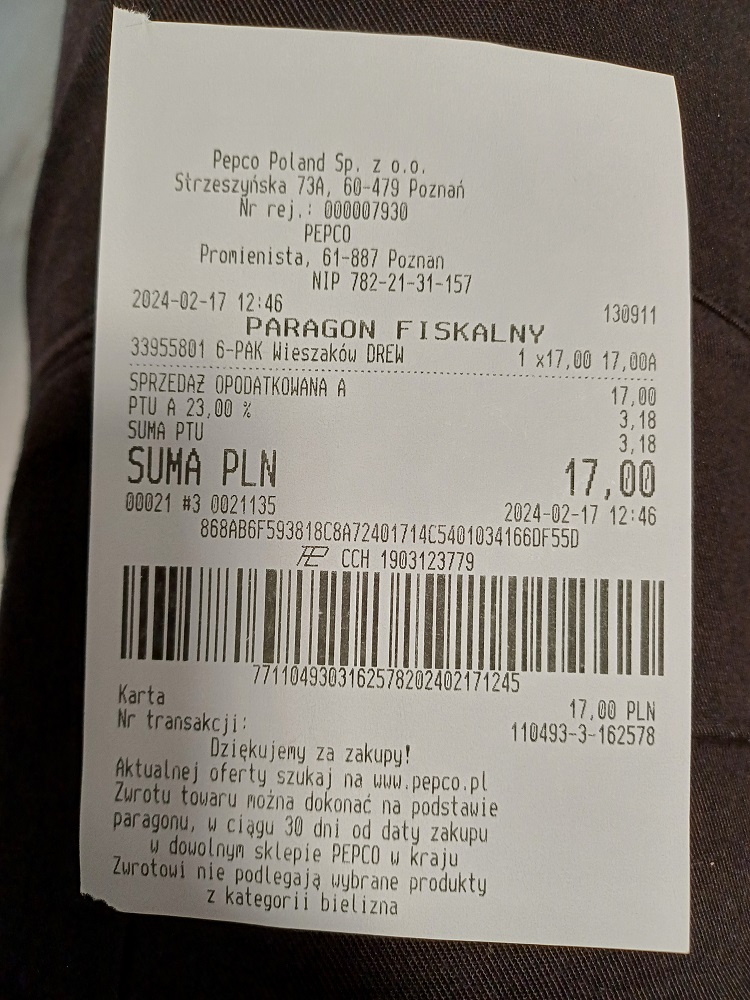 Pepco Poland Sp. z o.o.
Strzeszyńska 73A, 60-479 Poznań
Nr rej.: 000007930
PEPCO
Promienista, 61-887 Poznan
NIP 782-21-31-157
2024-02-17 12:46 130911
PARAGON FISKALNY
33955801 6-PAK Wieszaków DREW 1 x17,00 17,00A
SPRZEDAŻ OPODATKOWANA A 17,00
PTU A 23,00 % 3,18
SUMA PTU 3,18
SUMA PLN 17,00
00021 #3 0021135 2024-02-17 12:46
868AB6F593818C8A72401714C5401034166DF55D
CCH 1903123779
7711049303162578202402171245
Karta 17,00 PLN
Nr transakcji: 110493-3-162578
Dziękujemy za zakupy!
Aktualnej oferty szukaj na www.pepco.pl
Zwrotu towaru można dokonać na podstawie
paragonu, w ciągu 30 dni od daty zakupu
w dowolnym sklepie PEPCO w kraju
Zwrotowi nie podlegają wybrane produkty
z kategorii bielizna